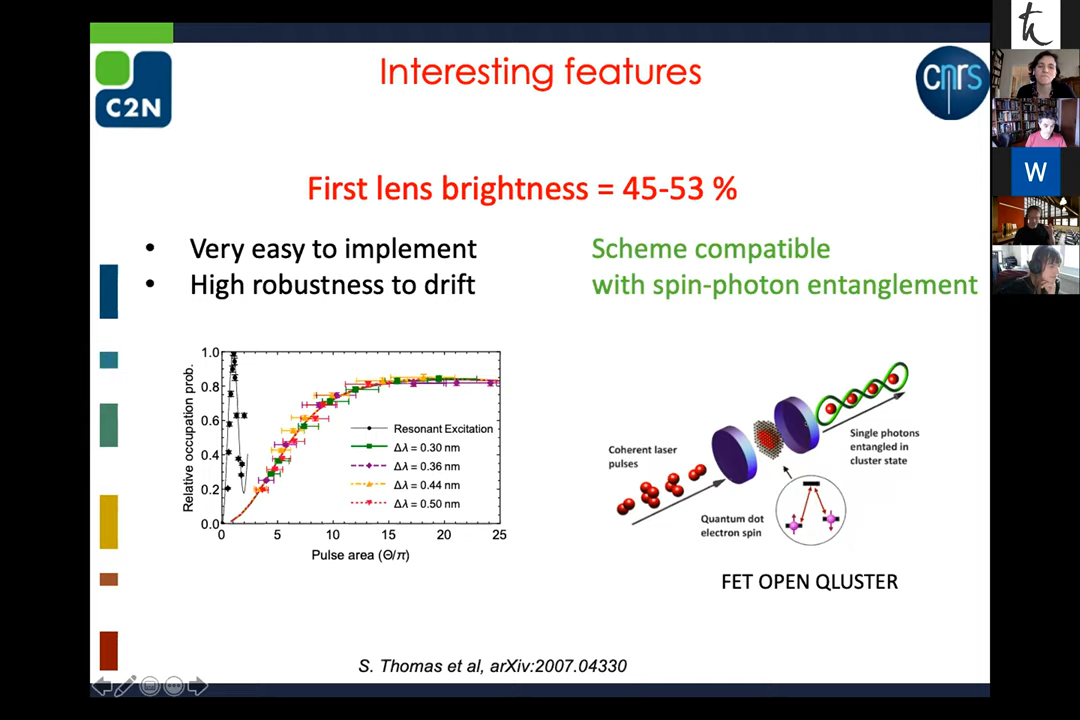 Interesting features
C2N
cnrs
First lens brightness = 45-53 %
• Very easy to implement
• High robustness to drift
Scheme compatible
with spin-photon entanglement
Relative occupation prob.
1.0
0.8
0.6
0.4
0.2
0.0
0 5 10 15 20 25
Pulse area (Θ/π)
Resonant Excitation
Δλ = 0.30 nm
Δλ = 0.36 nm
Δλ = 0.44 nm
Δλ = 0.50 nm
Coherent laser
pulses
Quantum dot
electron spin
Single photons
entangled in
cluster state
FET OPEN QLUSTER
S. Thomas et al, arXiv:2007.04330
W